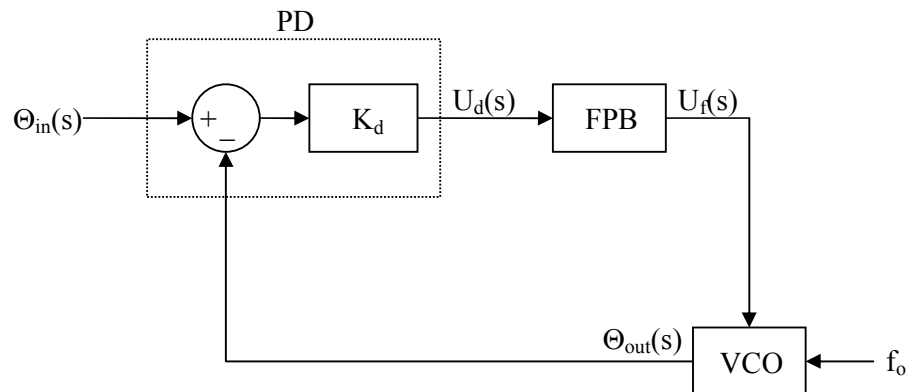 PD
Θin(s)
+
−
Kd
Ud(s)
FPB
Uf(s)
Θout(s)
VCO
fo